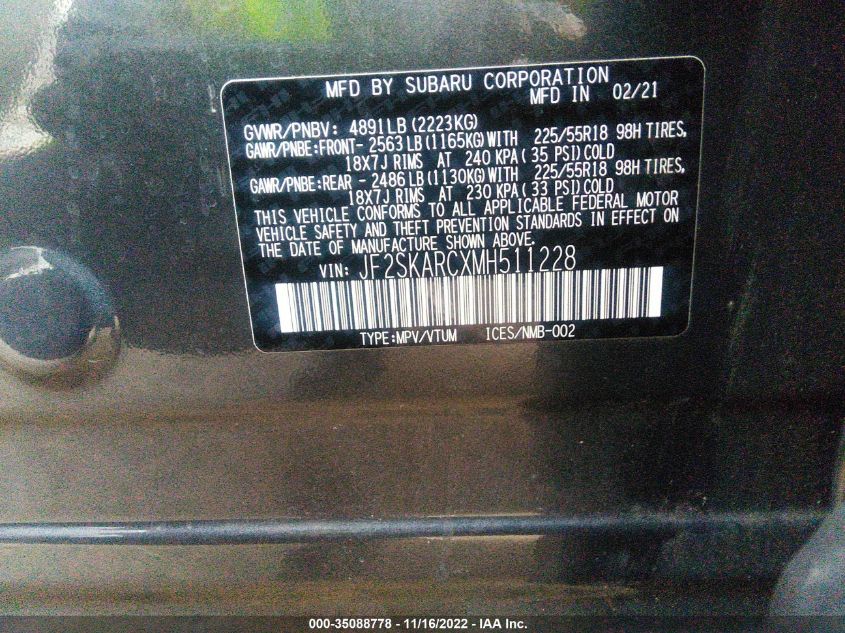 MFD BY SUBARU CORPORATION
MFD IN 02/21
GVWR/PNBV: 4891LB (2223KG)
GAWR/PNBE:FRONT- 2563LB (1165KG)WITH 225/55R18 98H TIRES,
18X7J RIMS AT 240 KPA (35 PSI)COLD
GAWR/PNBE:REAR - 2486LB (1130KG)WITH 225/55R18 98H TIRES,
18X7J RIMS AT 230 KPA (33 PSI)COLD
THIS VEHICLE CONFORMS TO ALL APPLICABLE FEDERAL MOTOR
VEHICLE SAFETY AND THEFT PREVENTION STANDARDS IN EFFECT ON
THE DATE OF MANUFACTURE SHOWN ABOVE.
VIN: JF2SKARCXMH511228
TYPE:MPV/VTUM ICES/NMB-002
000-35088778 - 11/16/2022 - IAA Inc.